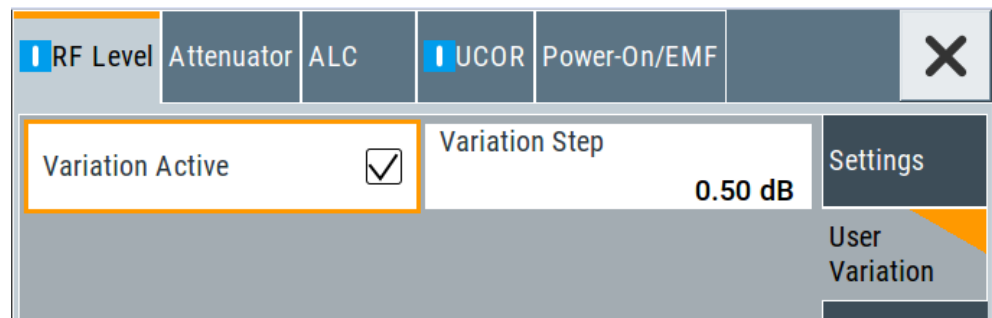 RF Level Attenuator ALC UCOR Power-On/EMF
Variation Active
Variation Step
0.50 dB
Settings
User
Variation